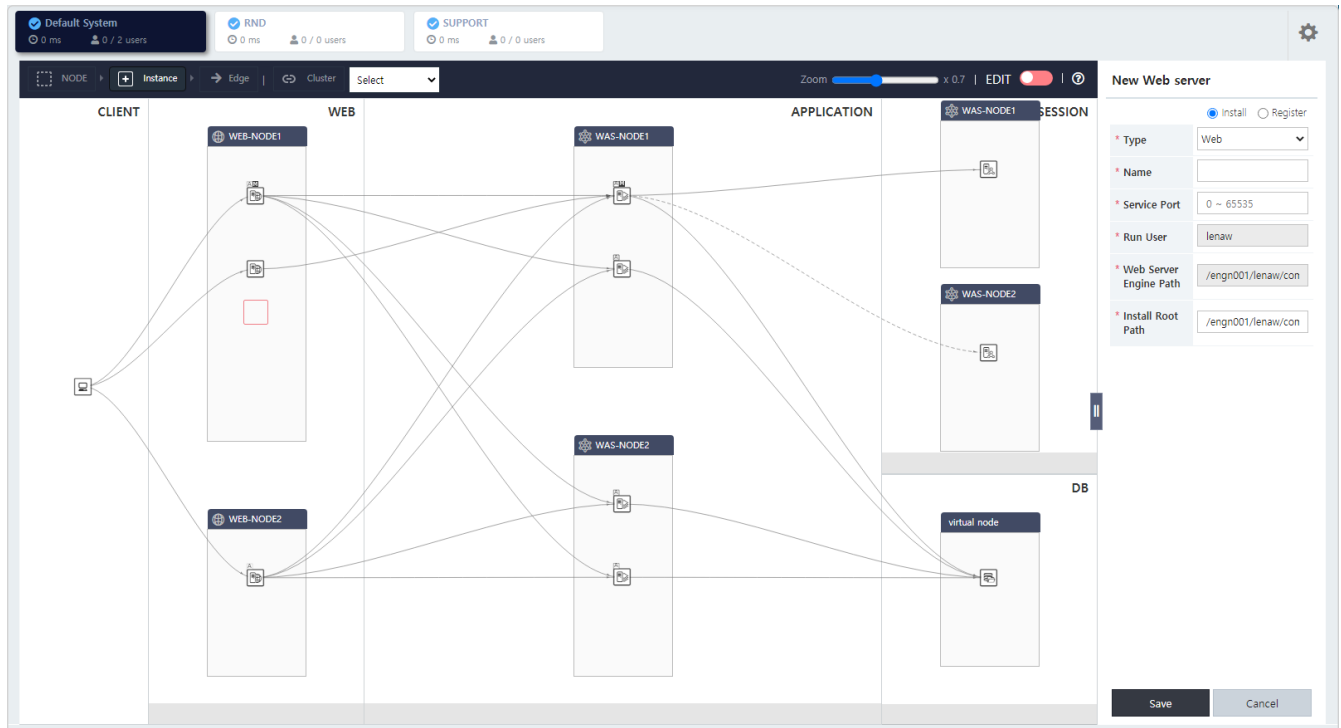 Default System
0 ms 0 / 2 users
RND
0 ms 0 / 0 users
SUPPORT
0 ms 0 / 0 users
NODE Instance Edge | Cluster Select
Zoom x 0.7 | EDIT |
CLIENT
WEB
APPLICATION
SESSION
WEB-NODE1
WAS-NODE1
WAS-NODE1
WAS-NODE2
WAS-NODE2
WEB-NODE2
DB
virtual node
New Web server
Install Register
* Type Web
* Name
* Service Port 0 ~ 65535
* Run User lenaw
* Web Server
Engine Path /engn001/lenaw/con
* Install Root
Path /engn001/lenaw/con
Save Cancel